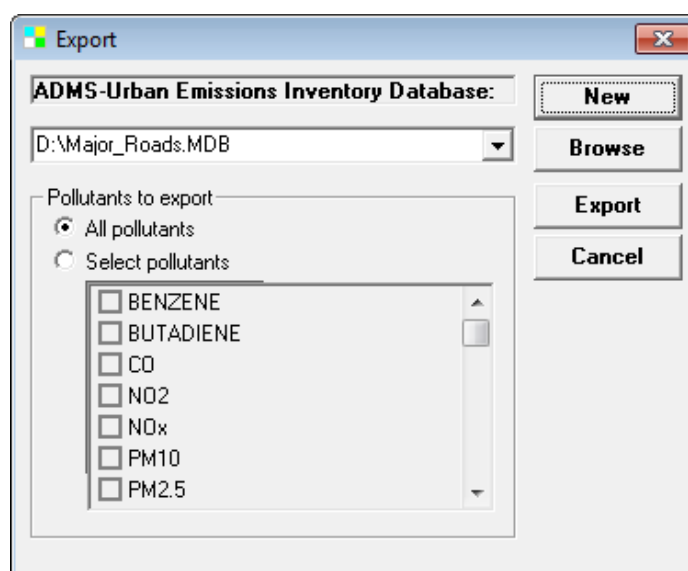 Export
ADMS-Urban Emissions Inventory Database:
New
D:\Major_Roads.MDB
Browse
Pollutants to export
Export
All pollutants
Cancel
Select pollutants
BENZENE
BUTADIENE
CO
NO2
NOx
PM10
PM2.5